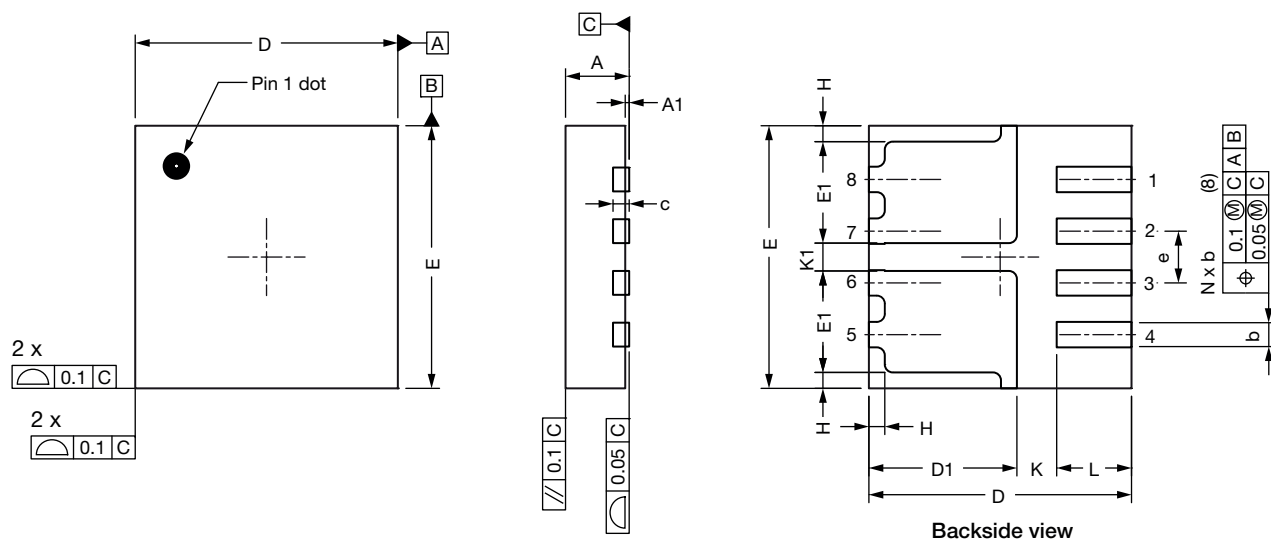 D
A
B
Pin 1 dot
E
2 x
0.1 C
2 x
0.1 C
C
A
A1
c
// 0.1 C
0.05 C
H
E1
K1
E
E1
H
H
8
7
6
5
1
2
3
4
e
b
N x b (8)
0.1 Ⓜ C A B
0.05 Ⓜ C
D1
K
L
D
Backside view